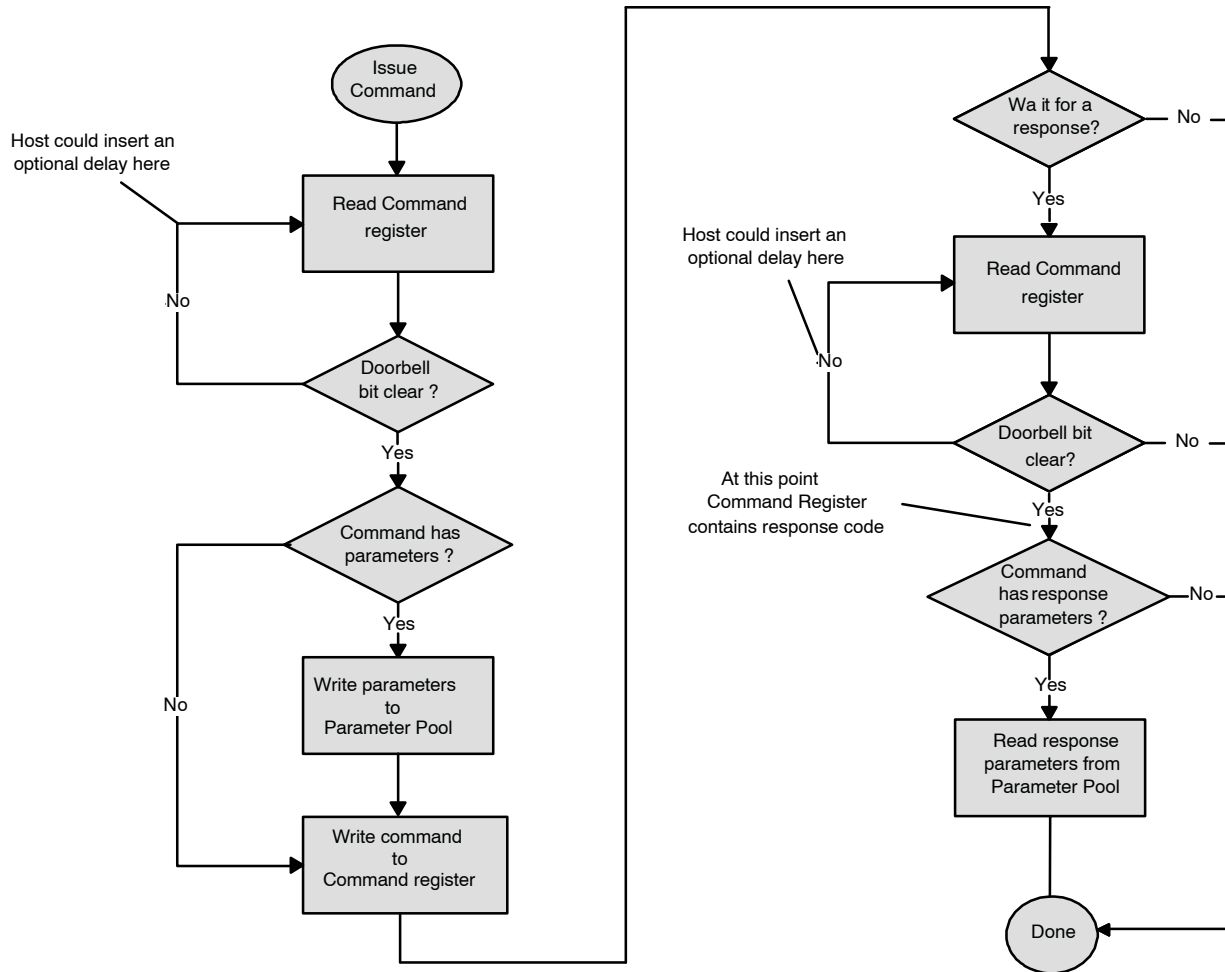 Issue
Command
Host could insert an
optional delay here
Read Command
register
No
Doorbell
bit clear ?
Yes
Command has
parameters ?
Yes
No
Write parameters
to
Parameter Pool
Write command
to
Command register
Wa it for a
response?
No
Yes
Host could insert an
optional delay here
Read Command
register
No
Doorbell bit
clear?
No
At this point
Command Register
contains response code
Yes
Command
has response
parameters ?
No
Yes
Read response
parameters from
Parameter Pool
Done